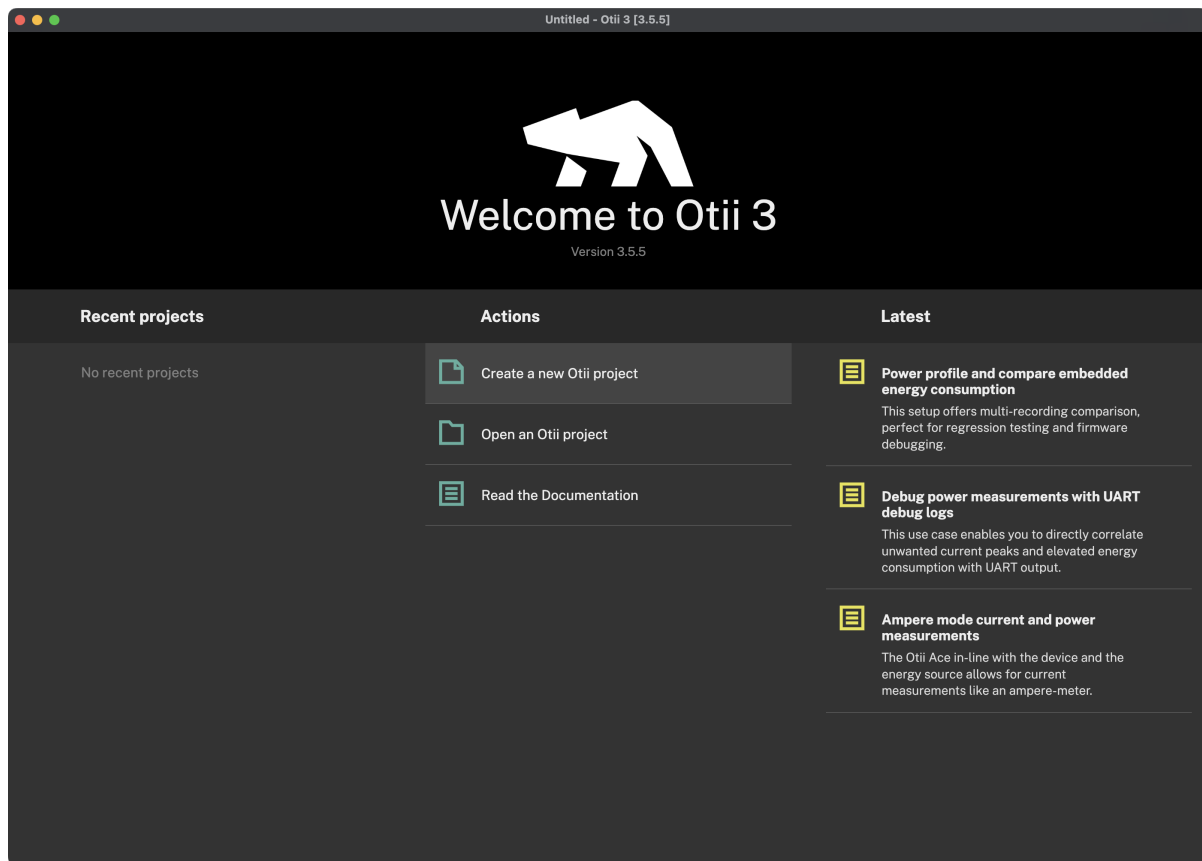 Untitled - Otii 3 [3.5.5]
Welcome to Otii 3
Version 3.5.5
Recent projects
No recent projects
Actions
Create a new Otii project
Open an Otii project
Read the Documentation
Latest
Power profile and compare embedded
energy consumption
This setup offers multi-recording comparison,
perfect for regression testing and firmware
debugging.
Debug power measurements with UART
debug logs
This use case enables you to directly correlate
unwanted current peaks and elevated energy
consumption with UART output.
Ampere mode current and power
measurements
The Otii Ace in-line with the device and the
energy source allows for current
measurements like an ampere-meter.